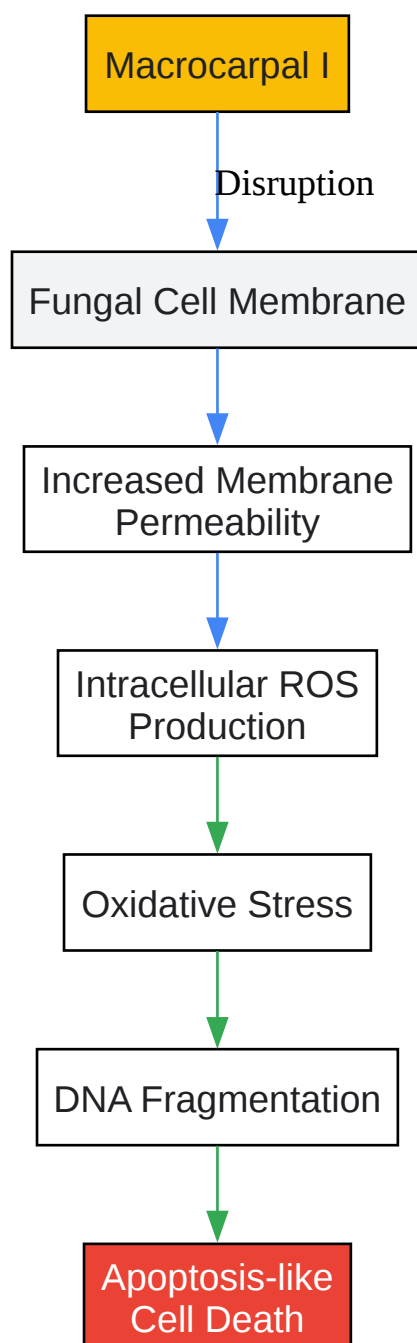 Macrocarpal I
Disruption
Fungal Cell Membrane
Increased Membrane
Permeability
Intracellular ROS
Production
Oxidative Stress
DNA Fragmentation
Apoptosis-like
Cell Death